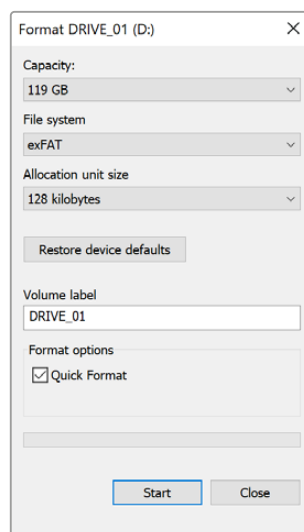 Format DRIVE_01 (D:)
Capacity:
119 GB
File system
exFAT
Allocation unit size
128 kilobytes
Restore device defaults
Volume label
DRIVE_01
Format options
Quick Format
Start Close